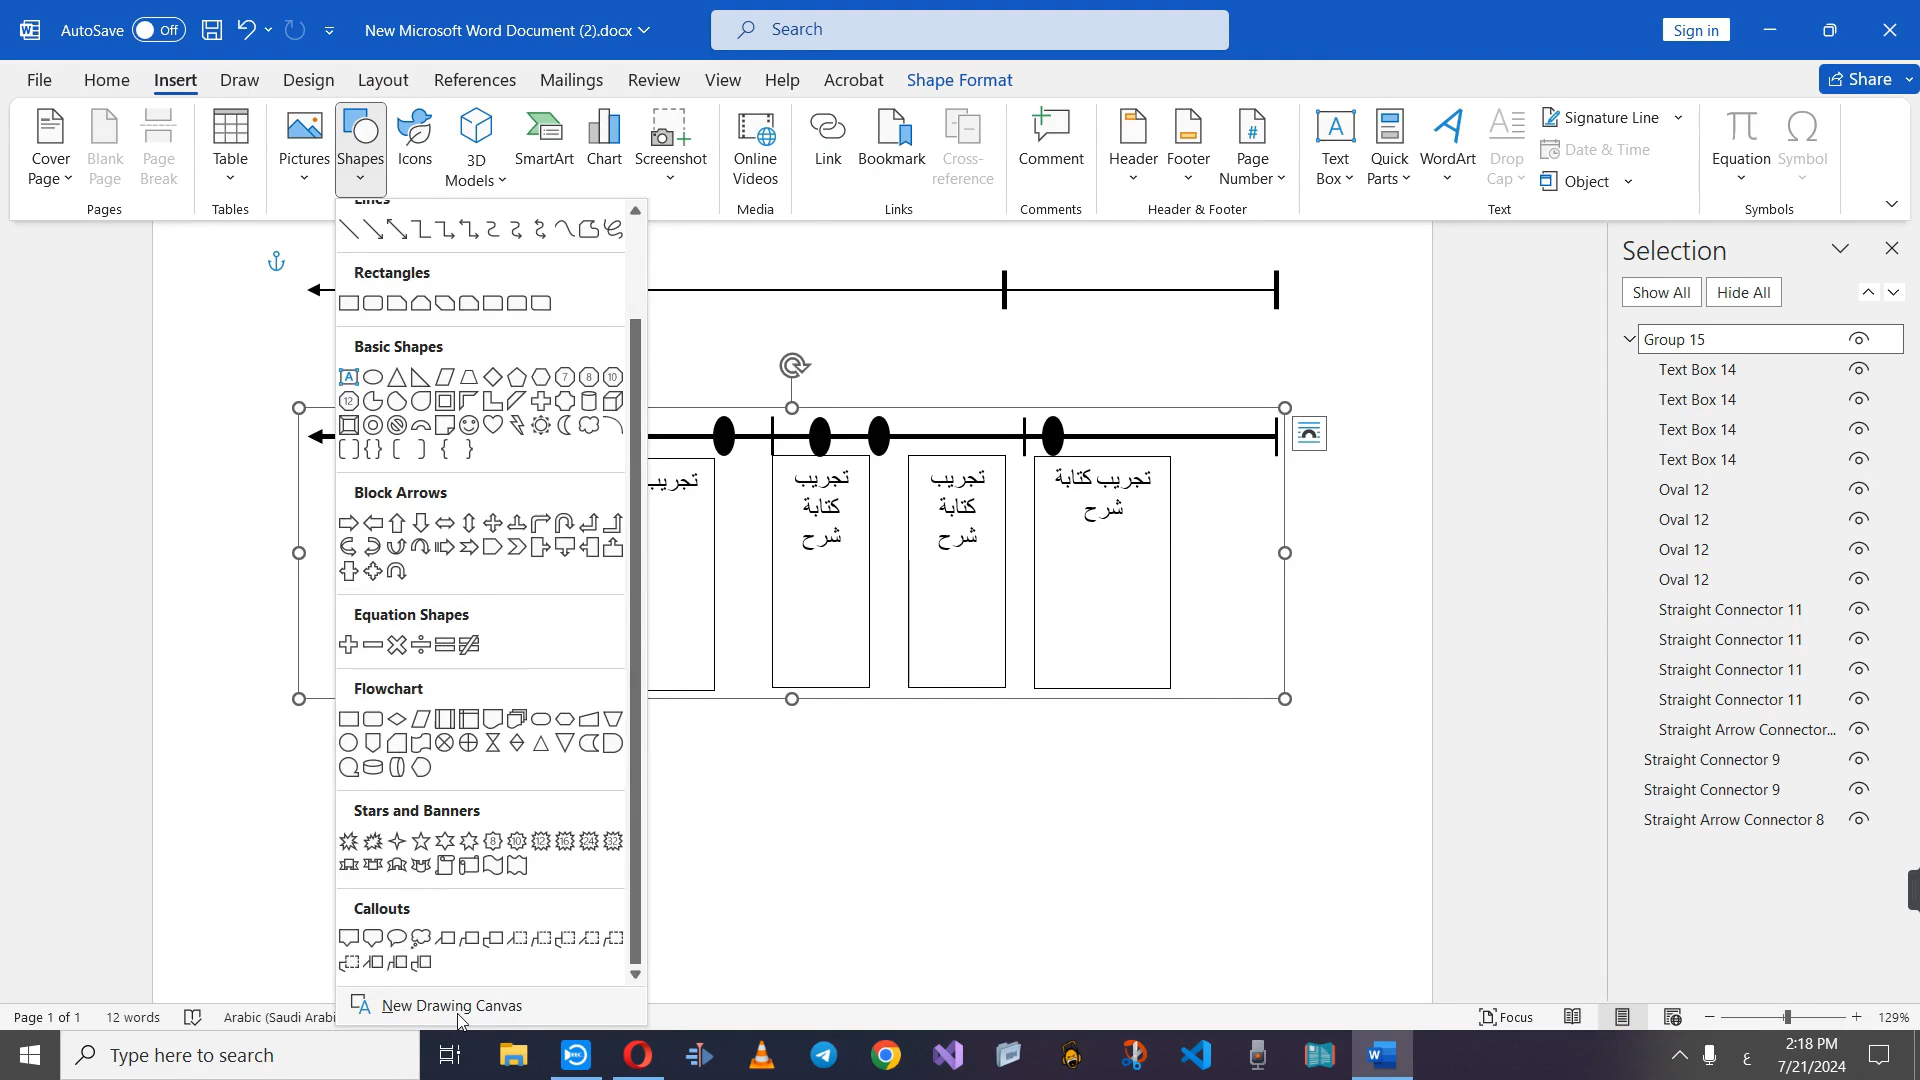 AutoSave Off New Microsoft Word Document (2).docx Search Sign in
File Home Insert Draw Design Layout References Mailings Review View Help Acrobat Shape Format Share
Cover Page Blank Page Page Break Table Pictures Shapes Icons 3D Models SmartArt Chart Screenshot Online Videos Link Bookmark Cross-reference Comment Header Footer Page Number Text Box Quick Parts WordArt Drop Cap Signature Line Date & Time Object Equation Symbol
Pages Tables Media Links Comments Header & Footer Text Symbols
Lines
Rectangles
Basic Shapes
Block Arrows
Equation Shapes
Flowchart
Stars and Banners
Callouts
New Drawing Canvas
تجريب كتابة
شرح
تجريب
كتابة
شرح
تجريب
كتابة
شرح
تجريب
Selection
Show All Hide All
Group 15
Text Box 14
Text Box 14
Text Box 14
Text Box 14
Oval 12
Oval 12
Oval 12
Oval 12
Straight Connector 11
Straight Connector 11
Straight Connector 11
Straight Connector 11
Straight Arrow Connector...
Straight Connector 9
Straight Connector 9
Straight Arrow Connector 8
Page 1 of 1 12 words Arabic (Saudi Arabi Focus 129%
Type here to search ع 2:18 PM
7/21/2024